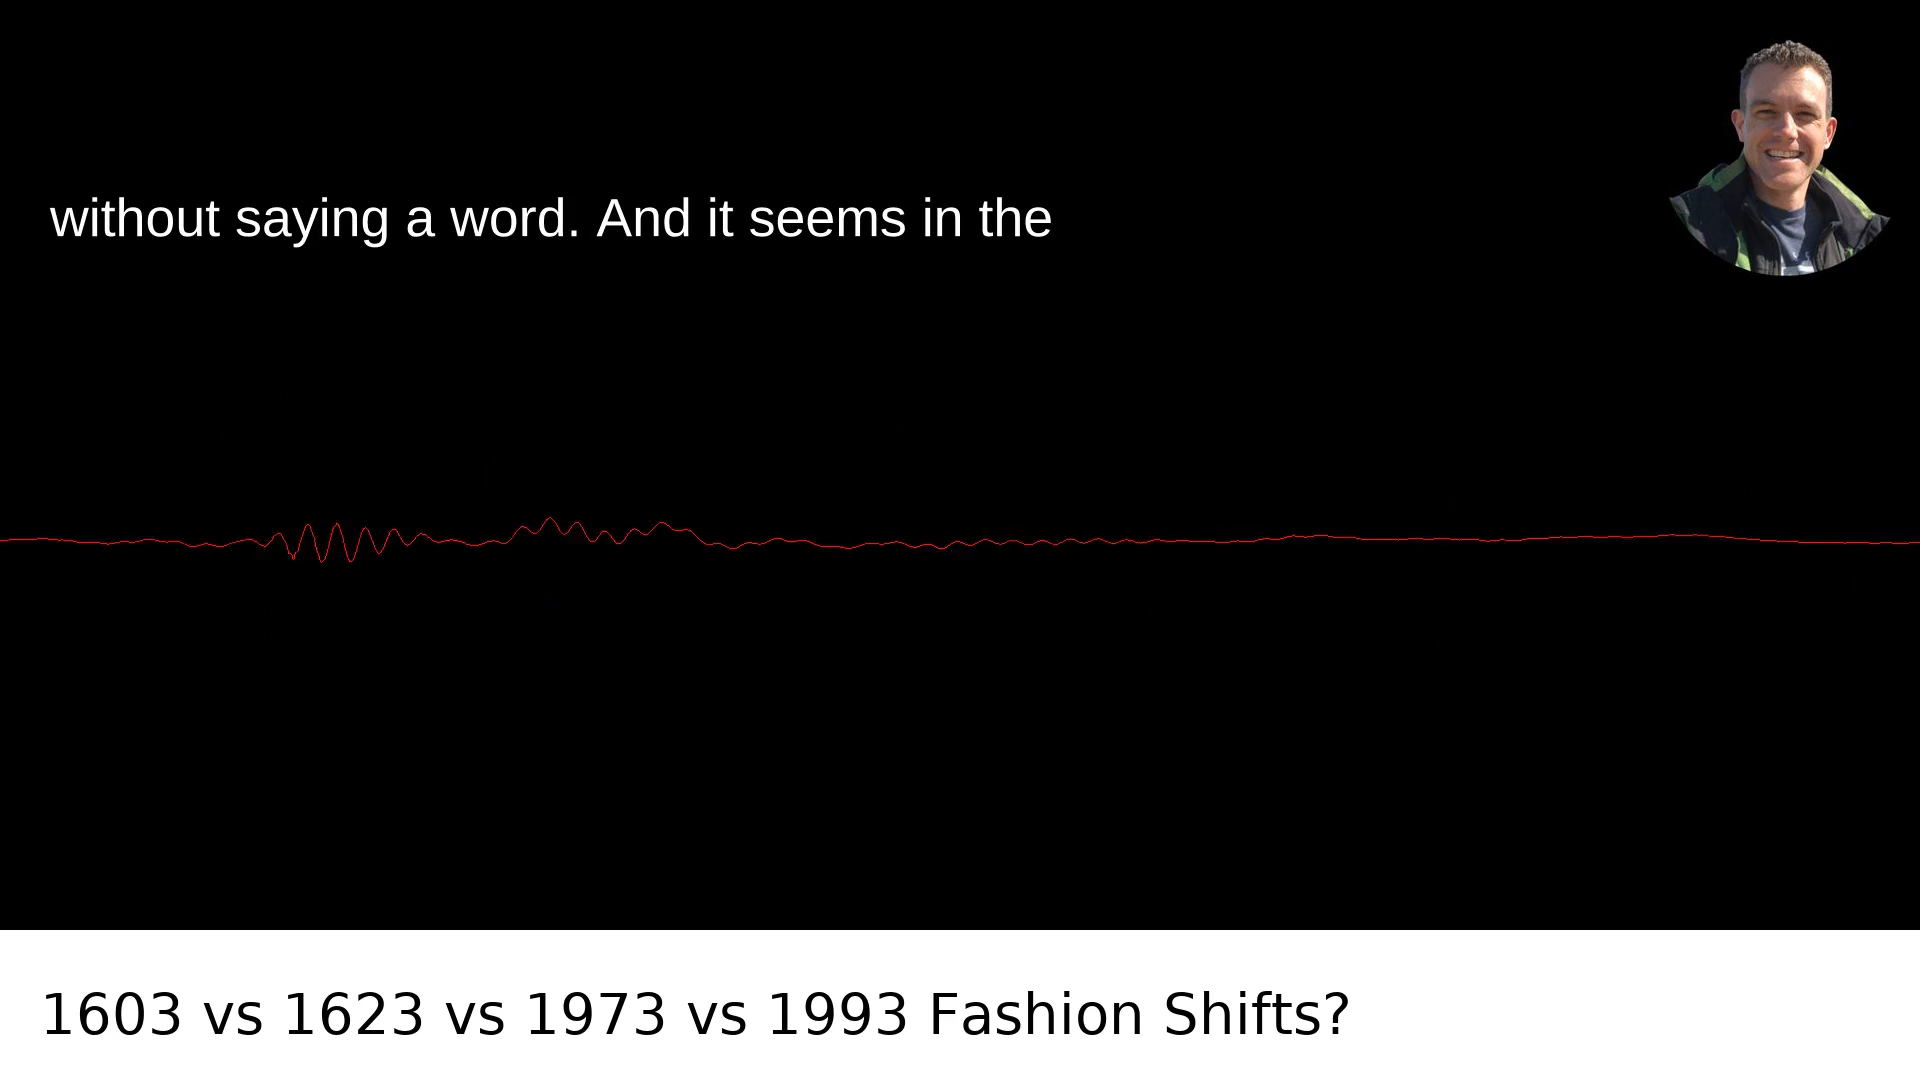 without saying a word. And it seems in the
1603 vs 1623 vs 1973 vs 1993 Fashion Shifts?